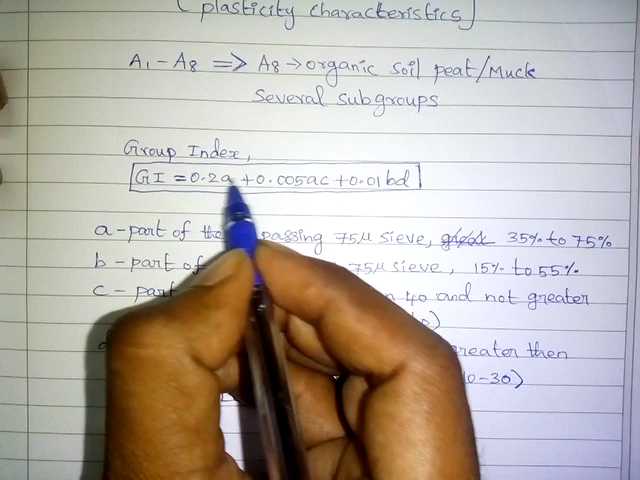 (plasticity characteristics)
A1 - A8 => A8 → organic soil peat/Muck
Several subgroups
Group Index,
GI = 0.2a + 0.005ac + 0.01bd
a - part of the passing 75μ sieve, 35% to 75%
b - part of 75μ sieve, 15% to 55%
c - part 40 and not greater
greater then
10-30)